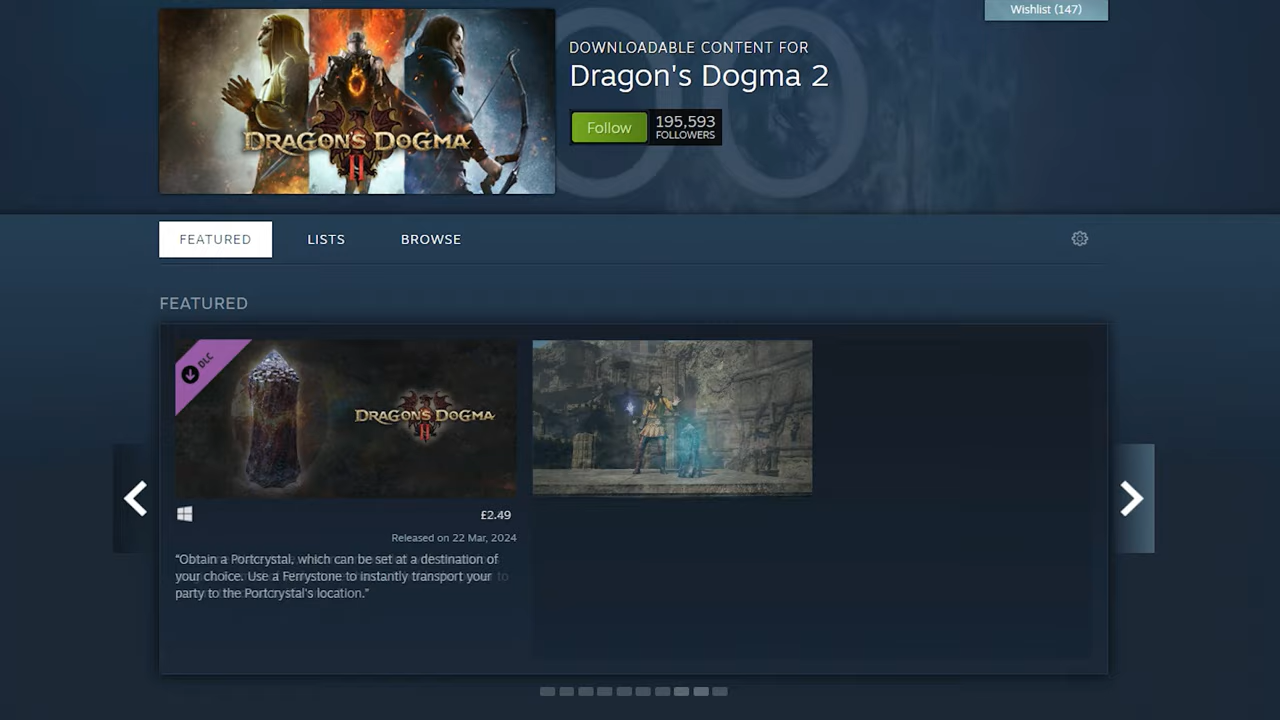 Wishlist (147)
DOWNLOADABLE CONTENT FOR
Dragon's Dogma 2
Follow
195,593
FOLLOWERS
DRAGON'S DOGMA
II
FEATURED
LISTS
BROWSE
FEATURED
DLC
DRAGON'S DOGMA
II
£2.49
Released on 22 Mar, 2024
“Obtain a Portcrystal, which can be set at a destination of
your choice. Use a Ferrystone to instantly transport your
party to the Portcrystal's location.”